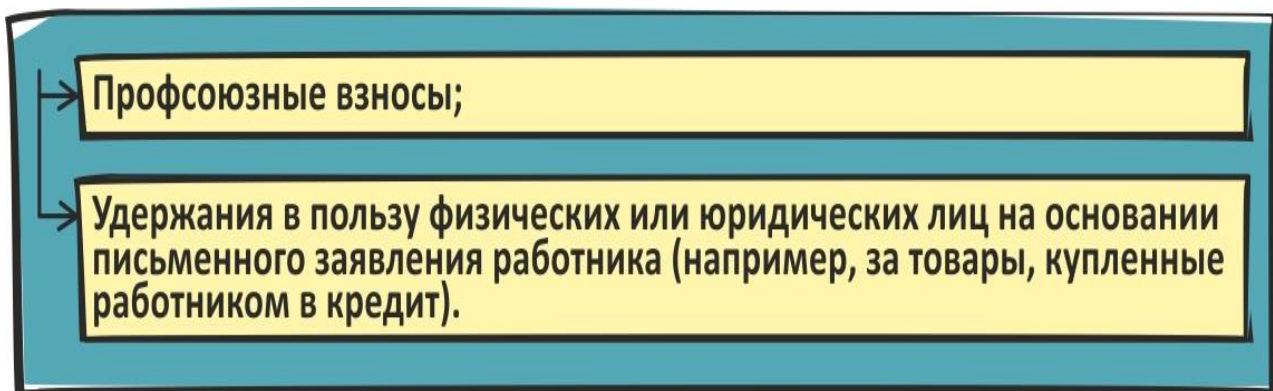 Профсоюзные взносы;
Удержания в пользу физических или юридических лиц на основании
письменного заявления работника (например, за товары, купленные
работником в кредит).